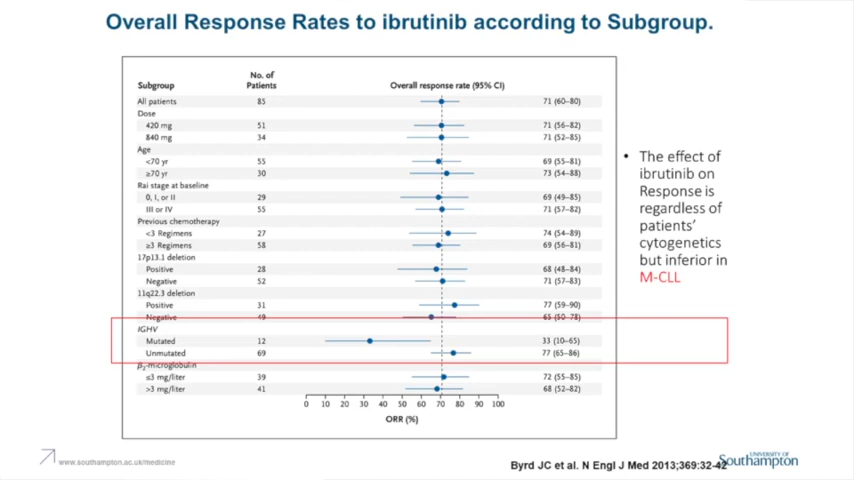 Overall Response Rates to ibrutinib according to Subgroup.
Subgroup No. of Patients Overall response rate (95% CI)
All patients 85 71 (60–80)
Dose
420 mg 51 71 (56–82)
840 mg 34 71 (52–85)
Age
<70 yr 55 69 (55–81)
≥70 yr 30 73 (54–88)
Rai stage at baseline
0, I, or II 29 69 (49–85)
III or IV 55 71 (57–82)
Previous chemotherapy
<3 Regimens 27 74 (54–89)
≥3 Regimens 58 69 (56–81)
17p13.1 deletion
Positive 28 68 (48–84)
Negative 52 71 (57–83)
11q22.3 deletion
Positive 31 77 (59–90)
Negative 49 65 (50–78)
IGHV
Mutated 12 33 (10–65)
Unmutated 69 77 (65–86)
β2-microglobulin
≤3 mg/liter 39 72 (55–85)
>3 mg/liter 41 68 (52–82)
0 10 20 30 40 50 60 70 80 90 100
ORR (%)
• The effect of
ibrutinib on
Response is
regardless of
patients'
cytogenetics
but inferior in
M-CLL
www.southampton.ac.uk/medicine
Byrd JC et al. N Engl J Med 2013;369:32-42
UNIVERSITY OF
Southampton